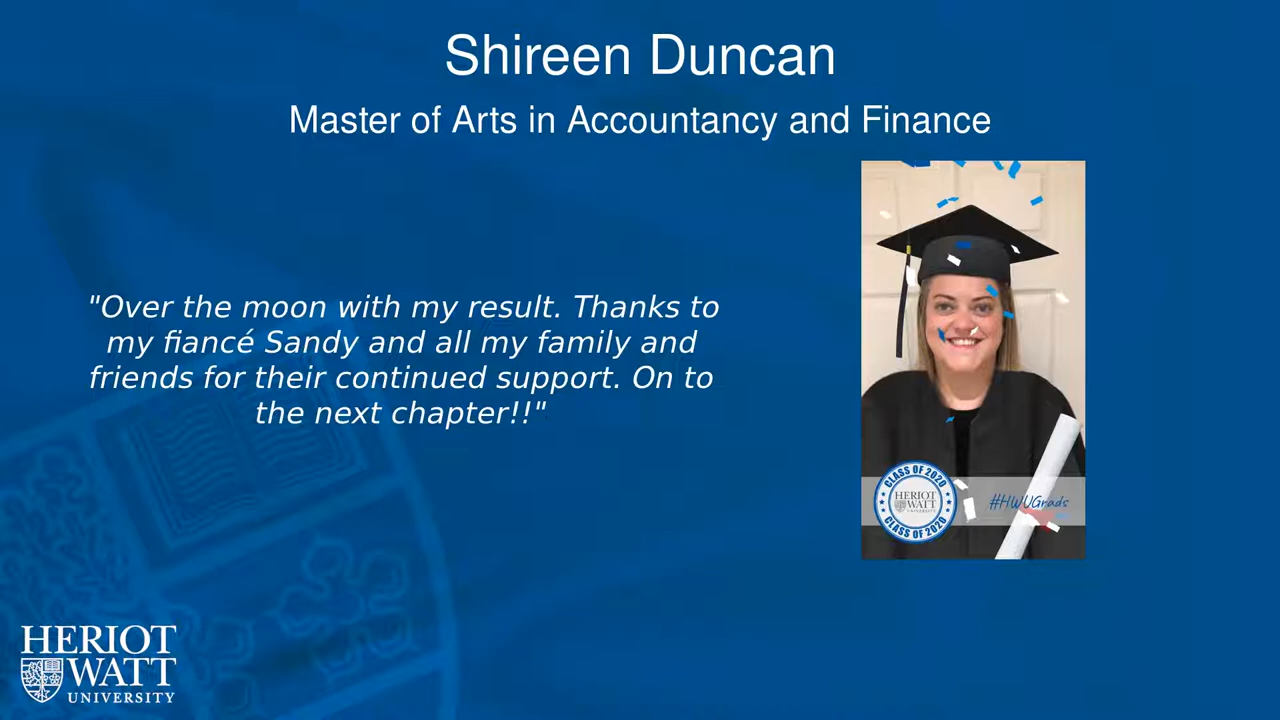 Shireen Duncan
Master of Arts in Accountancy and Finance
"Over the moon with my result. Thanks to
my fiancé Sandy and all my family and
friends for their continued support. On to
the next chapter!!"
CLASS OF 2020
HERIOT
WATT
UNIVERSITY
CLASS OF 2020
#HWUGrads
HERIOT
WATT
UNIVERSITY